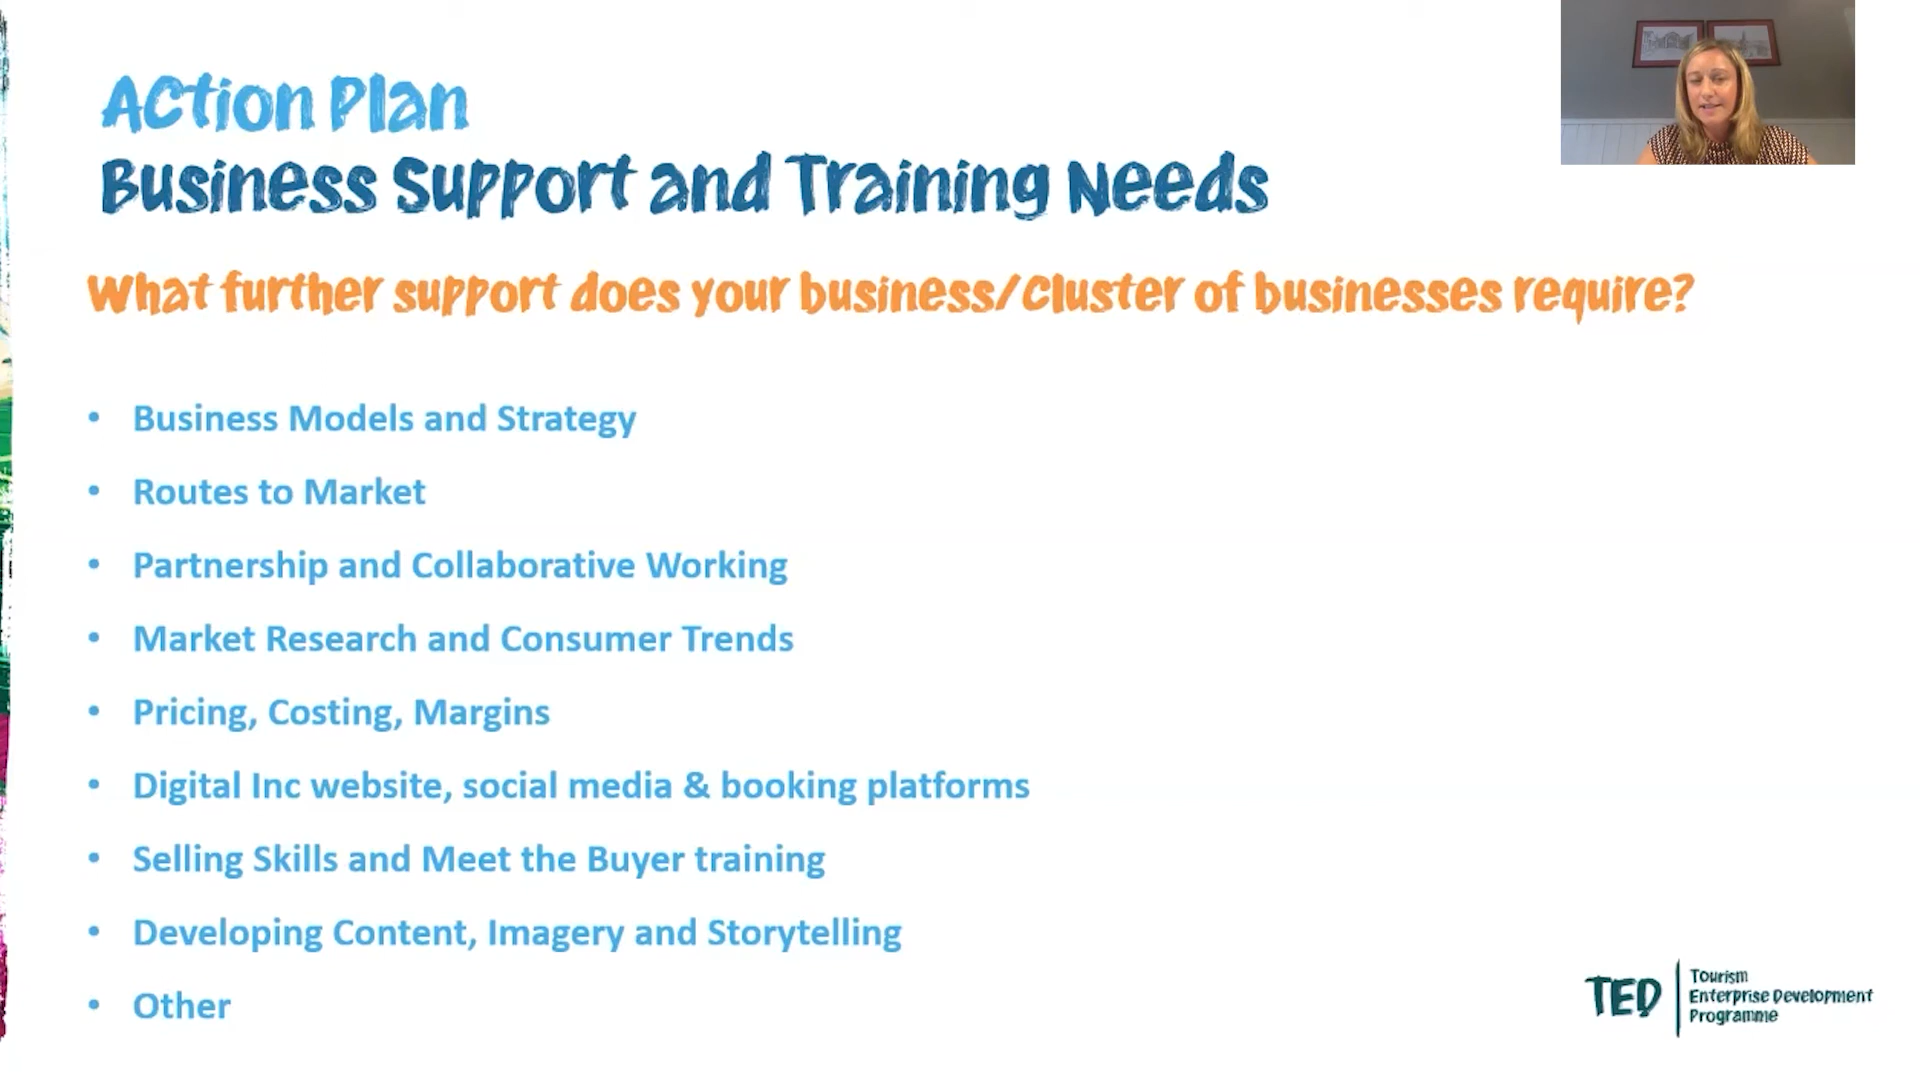 Action Plan
Business Support and Training Needs
What further support does your business/cluster of businesses require?
• Business Models and Strategy
• Routes to Market
• Partnership and Collaborative Working
• Market Research and Consumer Trends
• Pricing, Costing, Margins
• Digital Inc website, social media & booking platforms
• Selling Skills and Meet the Buyer training
• Developing Content, Imagery and Storytelling
• Other
TED
Tourism
Enterprise Development
Programme